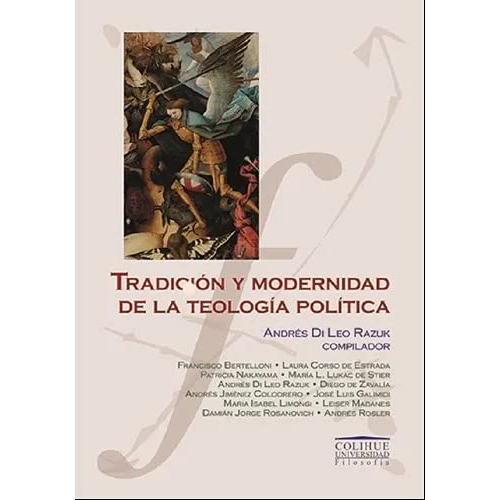 TRADICIÓN Y MODERNIDAD
DE LA TEOLOGÍA POLÍTICA
ANDRÉS DI LEO RAZUK
COMPILADOR
FRANCISCO BERTELLONI • LAURA CORSO DE ESTRADA
PATRICIA NAKAYAMA • MARÍA L. LUKAC DE STIER
ANDRÉS DI LEO RAZUK • DIEGO DE ZAVALÍA
ANDRÉS JIMÉNEZ COLODRERO • JOSÉ LUIS GALIMIDI
MARIA ISABEL LIMONGI • LEISER MADANES
DAMIÁN JORGE ROSANOVICH • ANDRÉS ROSLER
COLIHUE
UNIVERSIDAD
Filosofía